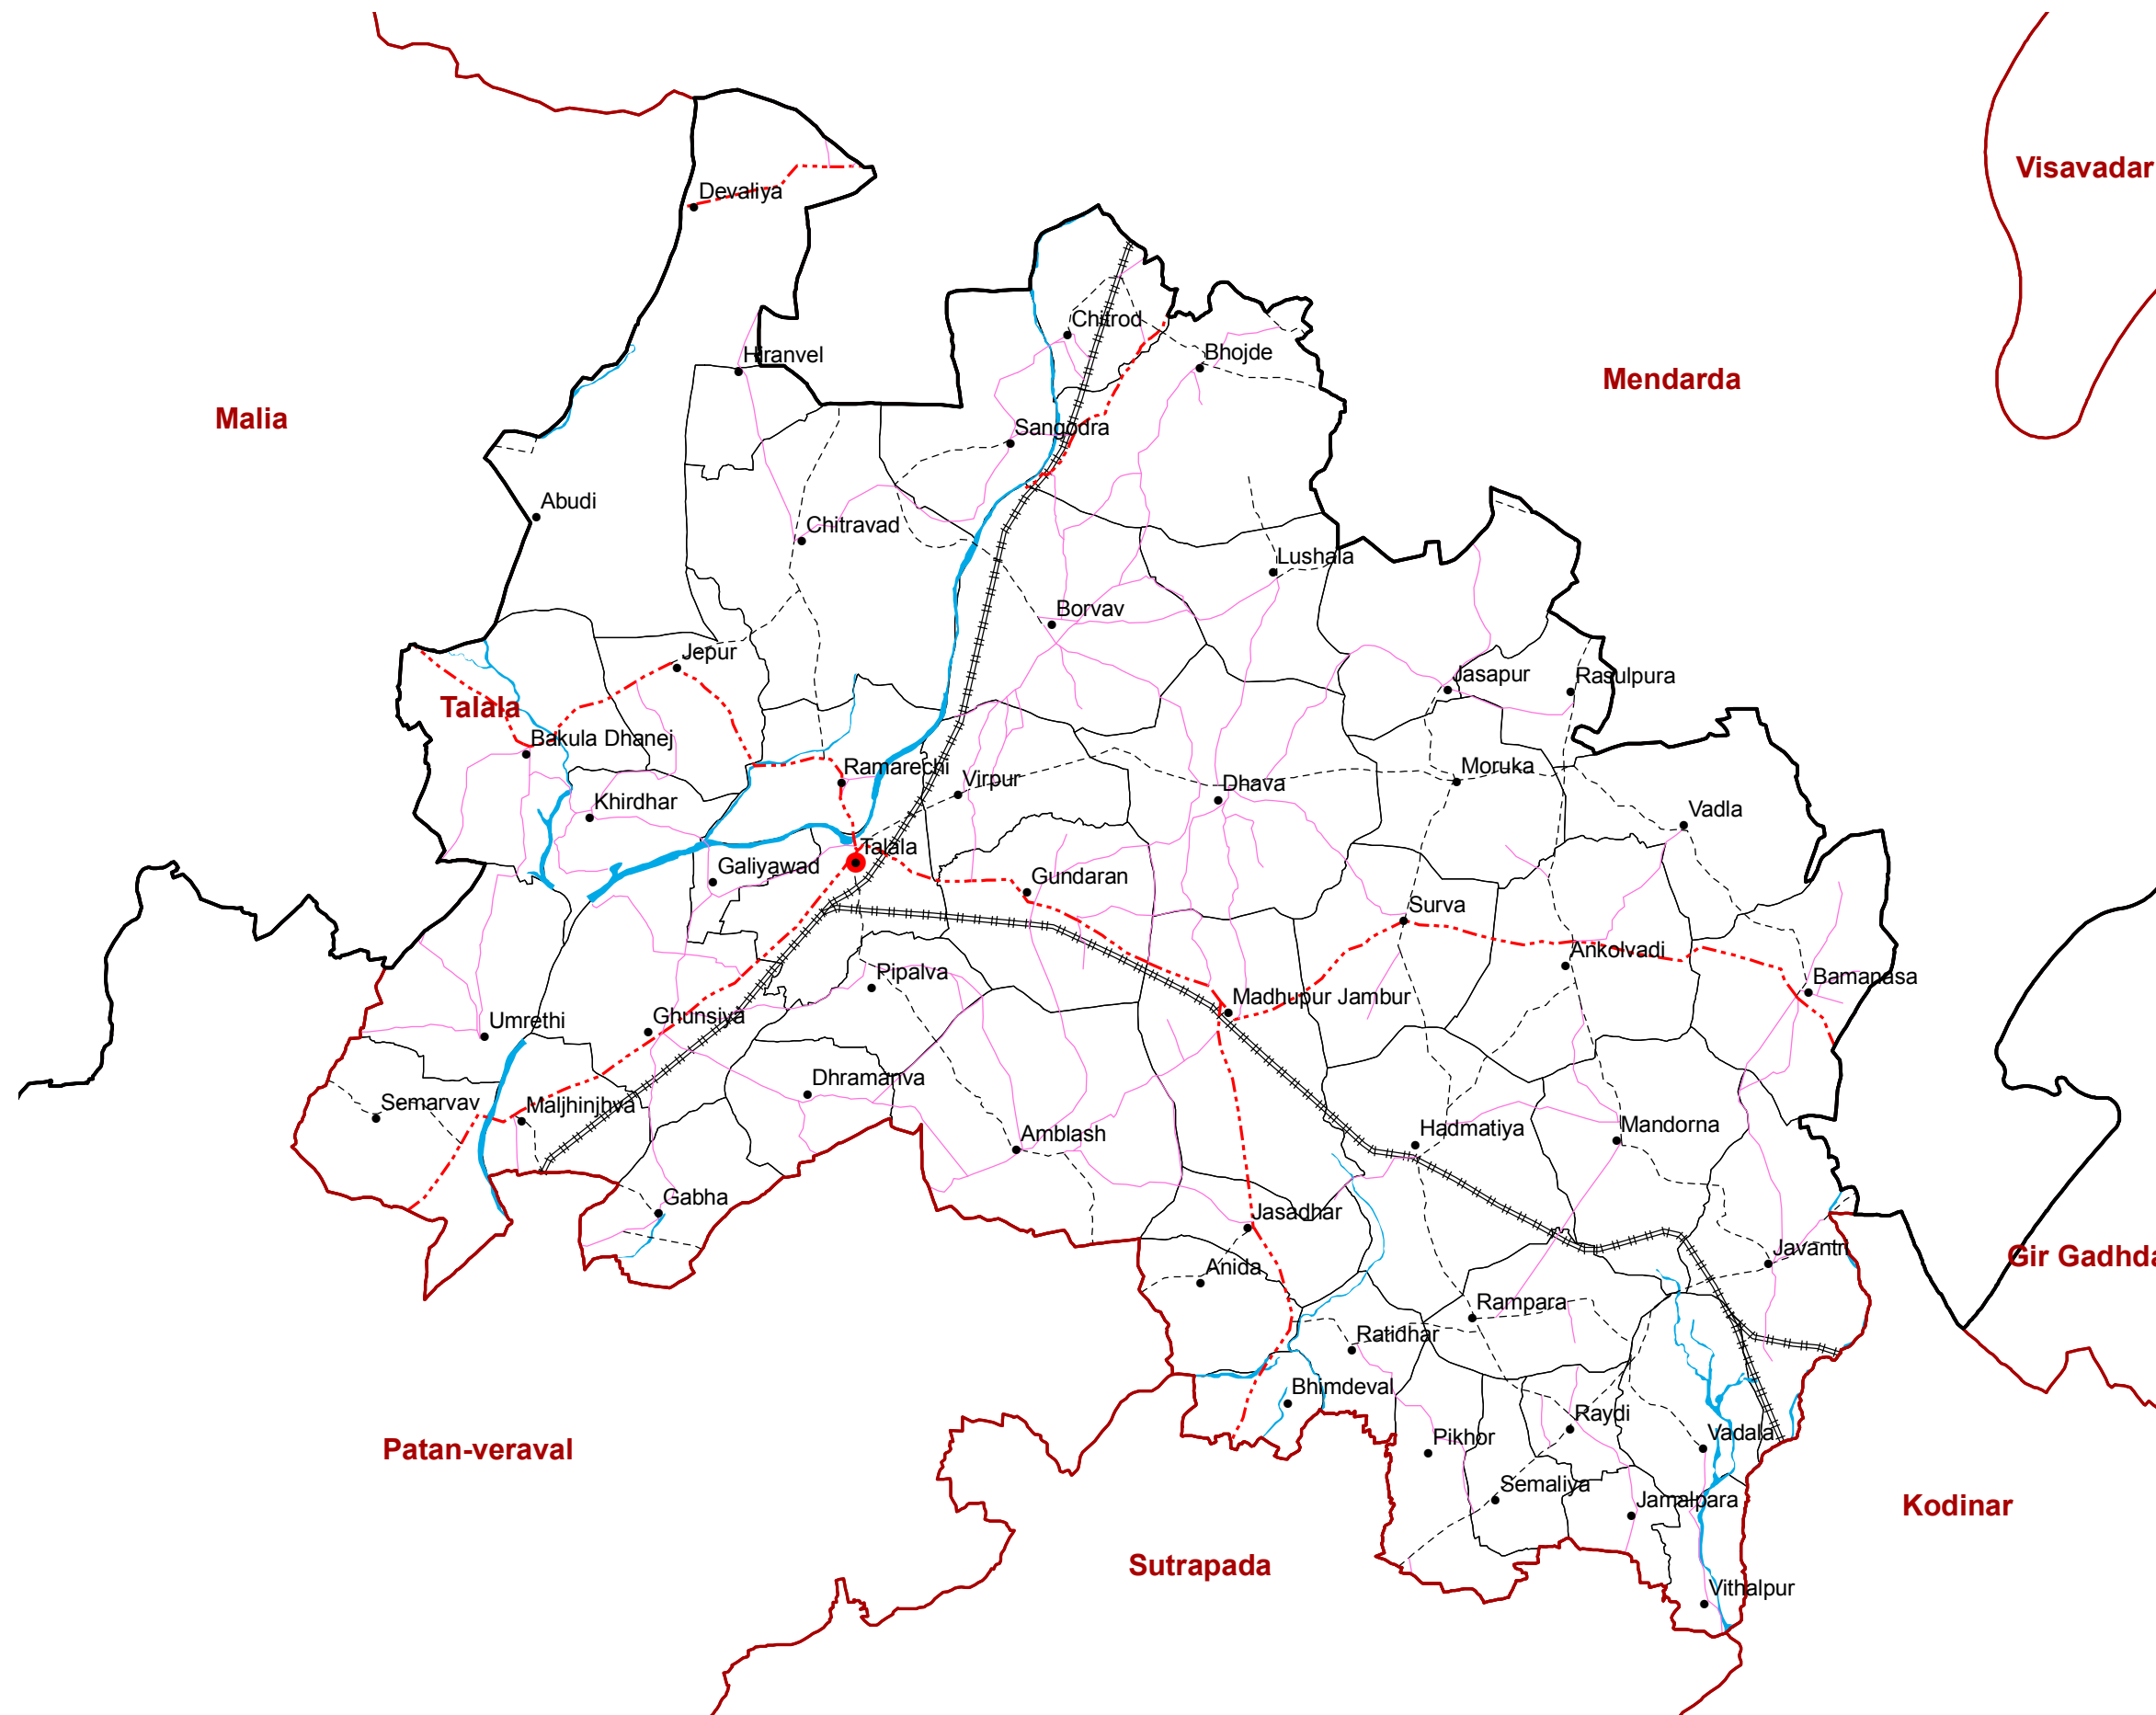 Visavadar
Devaliya
Chitrod
Hiranvel
Bhojde
Mendarda
Malia
Sangodra
Abudi
Chitravad
Lushala
Borvav
Jepur
Jasapur
Rasulpura
Talala
Bakula Dhanej
Ramarechi
Virpur
Dhava
Moruka
Khirdhar
Vadla
Talala
Galiyawad
Gundaran
Surva
Ankolvadi
Pipalva
Bamanasa
Madhupur Jambur
Umrethi
Ghunsiya
Dhramanva
Semarvav
Maljhinjhva
Amblash
Hadmatiya
Mandorna
Gabha
Jasadhar
Javantri
Gir Gadhda
Anida
Rampara
Ratidhar
Bhimdeval
Raydi
Patan-veraval
Pikhor
Vadala
Semaliya
Jamalpara
Kodinar
Sutrapada
Vithalpur